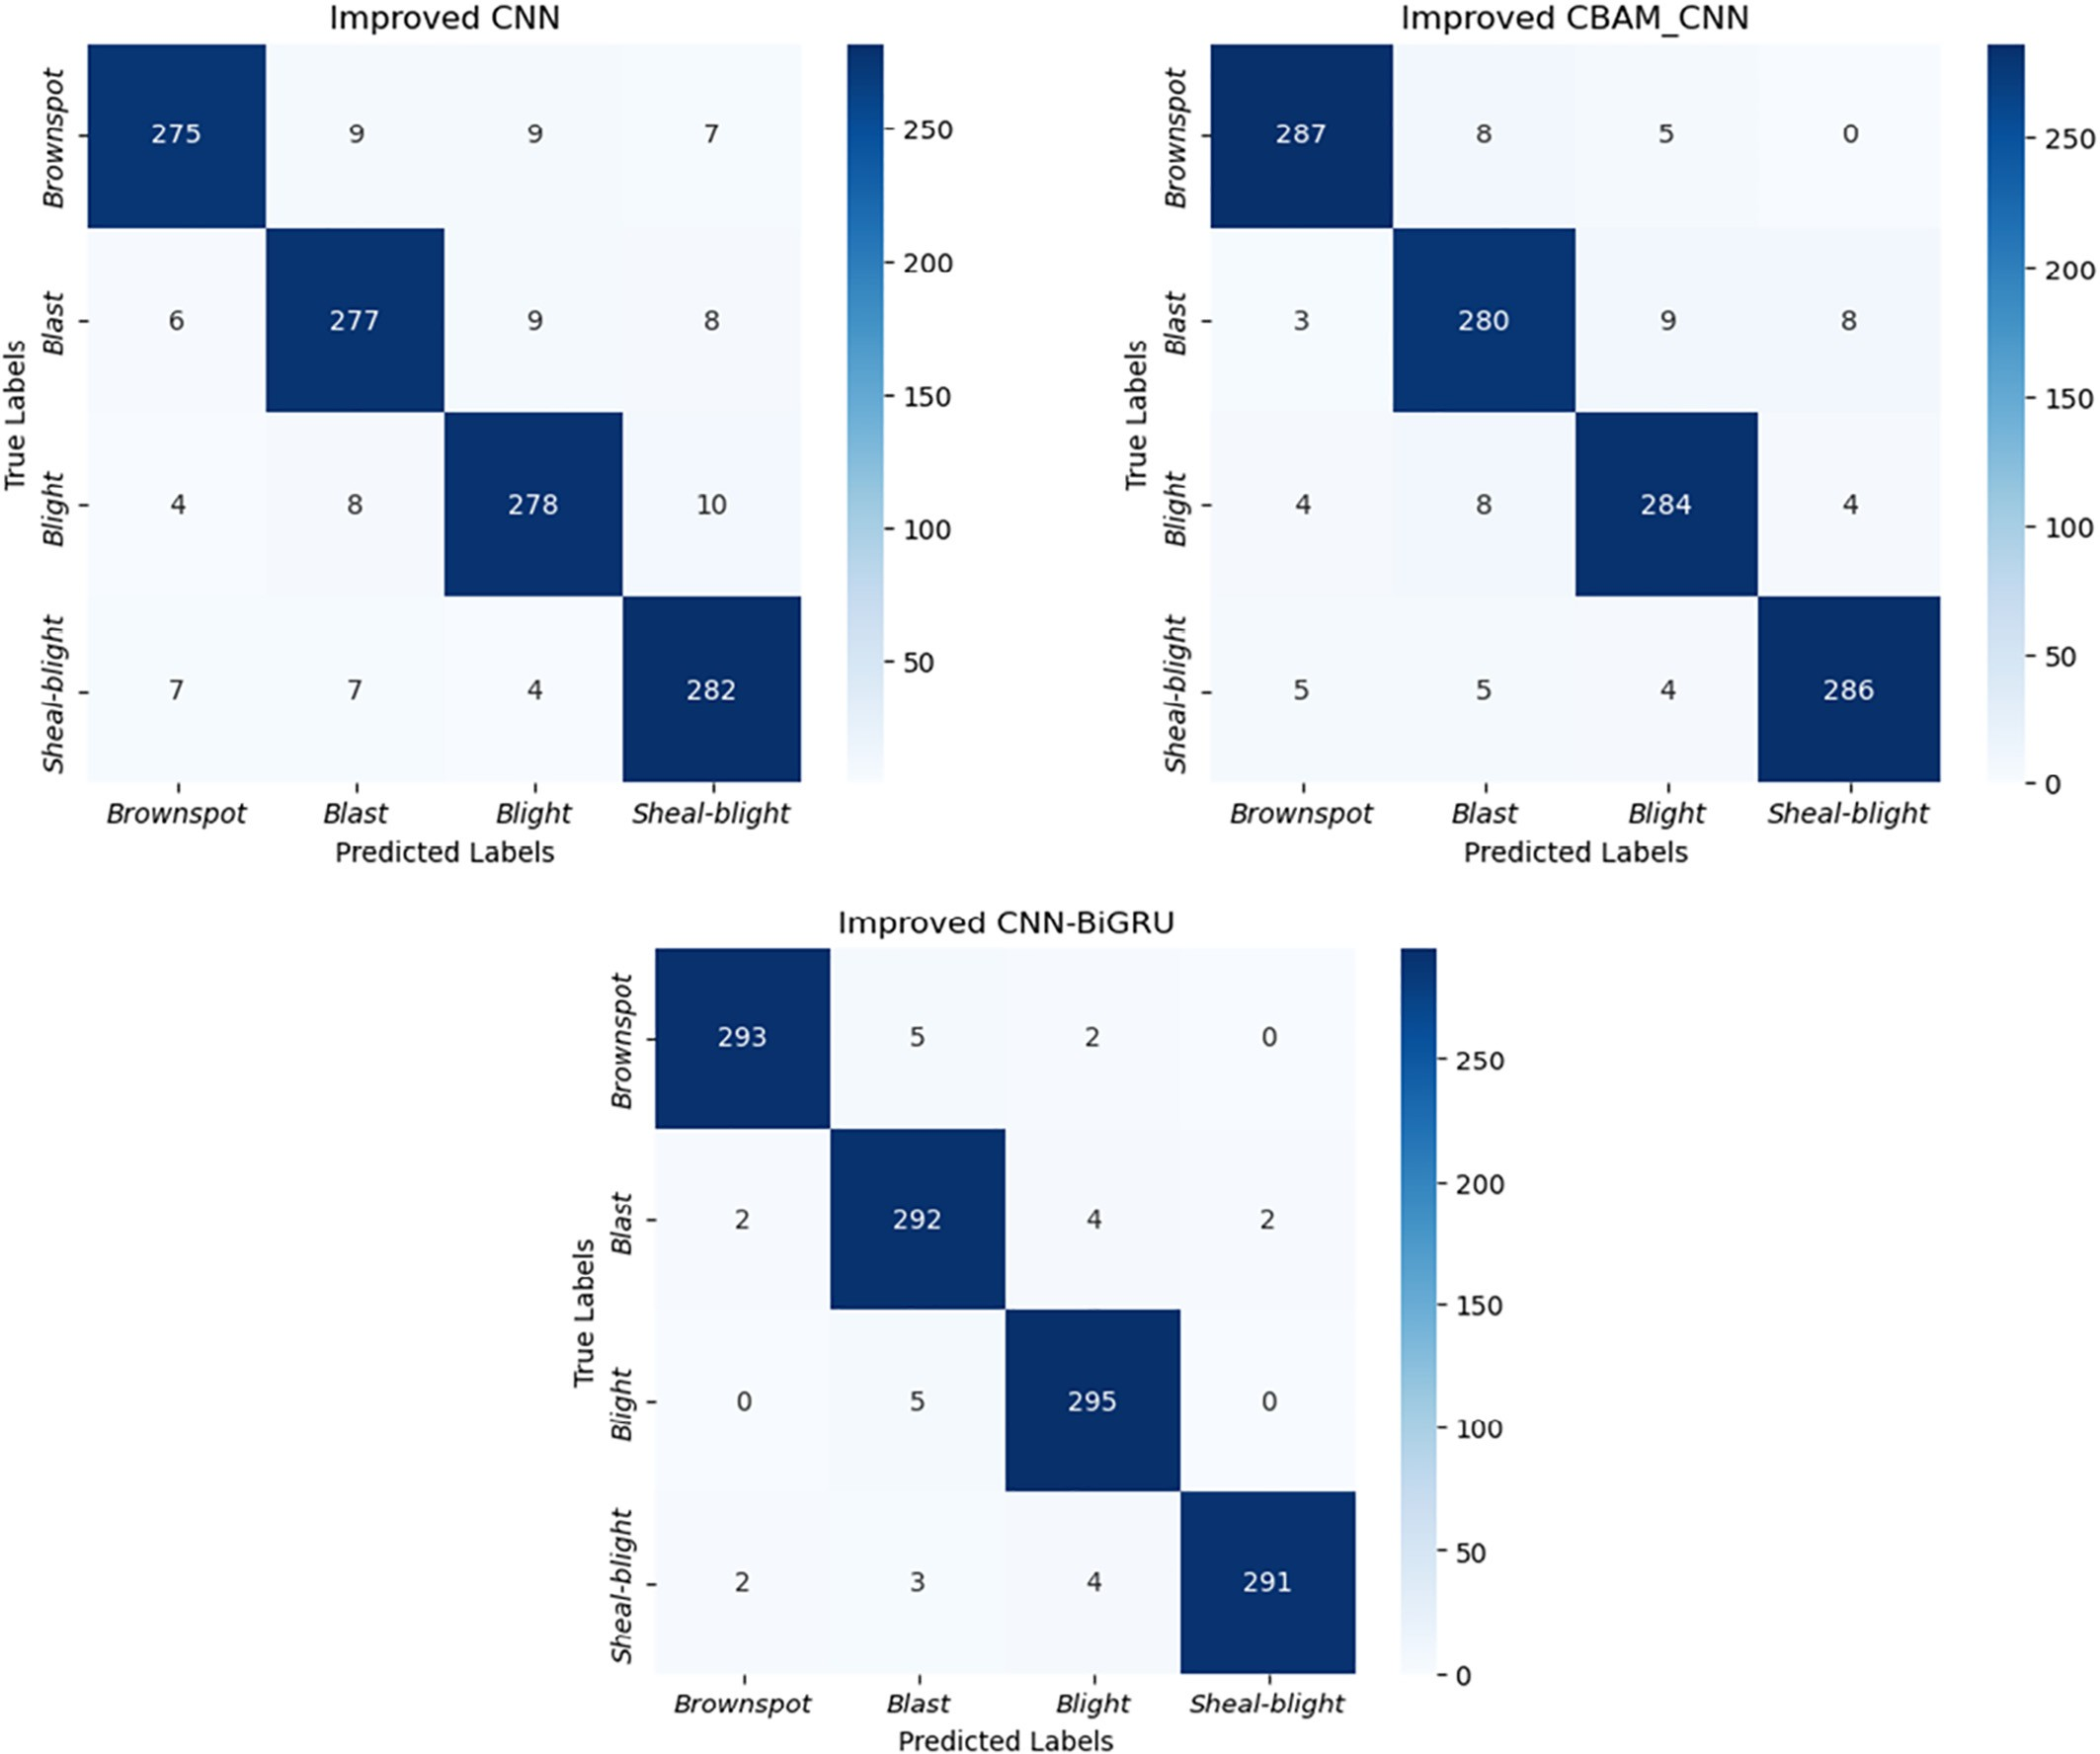 Improved CNN
True Labels
Brownspot 275 9 9 7
Blast 6 277 9 8
Blight 4 8 278 10
Sheal-blight 7 7 4 282
Brownspot Blast Blight Sheal-blight
Predicted Labels
250
200
150
100
50
Improved CBAM_CNN
True Labels
Brownspot 287 8 5 0
Blast 3 280 9 8
Blight 4 8 284 4
Sheal-blight 5 5 4 286
Brownspot Blast Blight Sheal-blight
Predicted Labels
250
200
150
100
50
0
Improved CNN-BiGRU
True Labels
Brownspot 293 5 2 0
Blast 2 292 4 2
Blight 0 5 295 0
Sheal-blight 2 3 4 291
Brownspot Blast Blight Sheal-blight
Predicted Labels
250
200
150
100
50
0